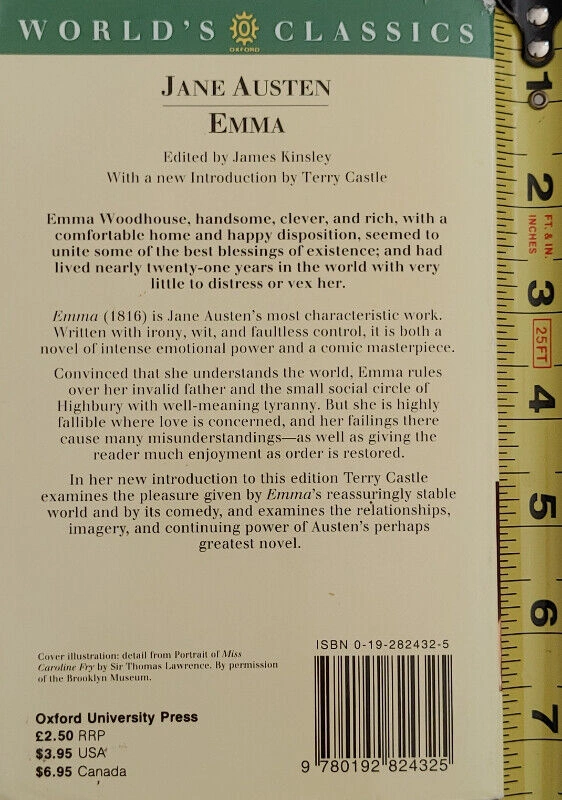 WORLD'S CLASSICS
OXFORD
JANE AUSTEN
EMMA
Edited by James Kinsley
With a new Introduction by Terry Castle
Emma Woodhouse, handsome, clever, and rich, with a
comfortable home and happy disposition, seemed to
unite some of the best blessings of existence; and had
lived nearly twenty-one years in the world with very
little to distress or vex her.
Emma (1816) is Jane Austen's most characteristic work.
Written with irony, wit, and faultless control, it is both a
novel of intense emotional power and a comic masterpiece.
Convinced that she understands the world, Emma rules
over her invalid father and the small social circle of
Highbury with well-meaning tyranny. But she is highly
fallible where love is concerned, and her failings there
cause many misunderstandings—as well as giving the
reader much enjoyment as order is restored.
In her new introduction to this edition Terry Castle
examines the pleasure given by Emma's reassuringly stable
world and by its comedy, and examines the relationships,
imagery, and continuing power of Austen's perhaps
greatest novel.
Cover illustration: detail from Portrait of Miss
Caroline Fry by Sir Thomas Lawrence. By permission
of the Brooklyn Museum.
Oxford University Press
£2.50 RRP
$3.95 USA
$6.95 Canada
ISBN 0-19-282432-5
9 780192 824325
1
2
FT. & IN.
INCHES
3
25FT
4
5
6
7